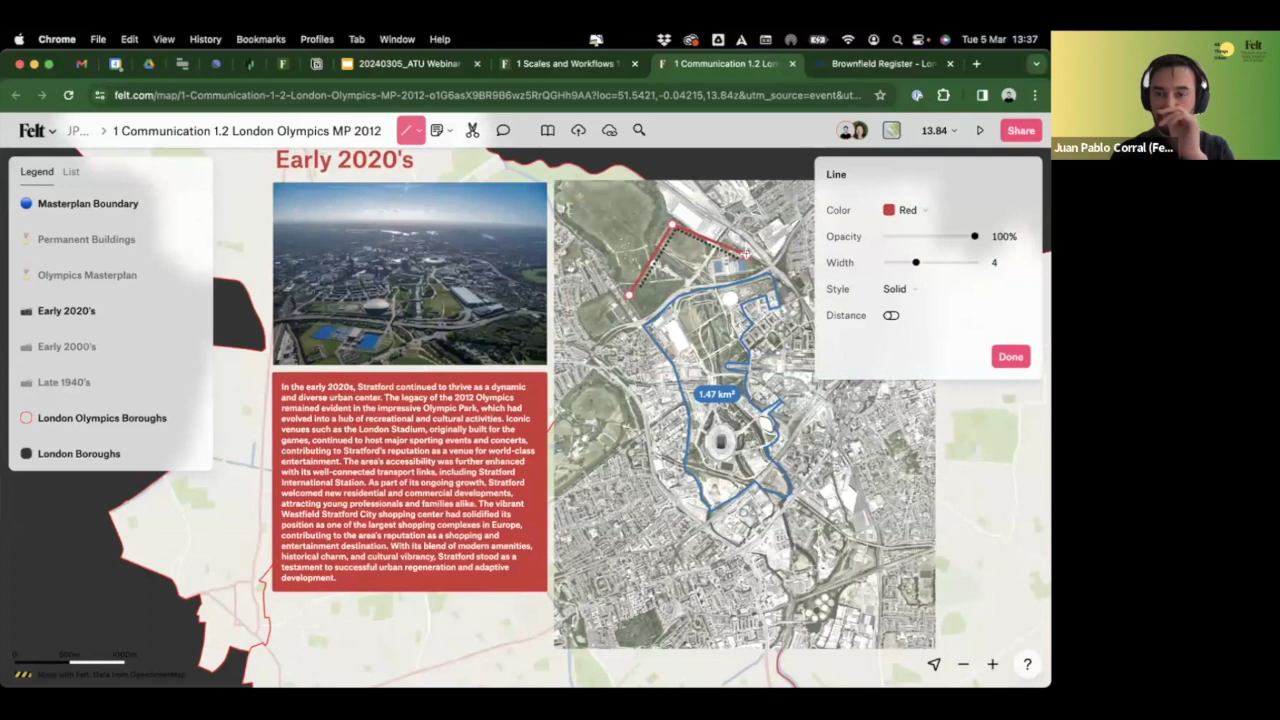 Chrome File Edit View History Bookmarks Profiles Tab Window Help
Tue 5 Mar 13:37
20240305_ATU Webinar
1 Scales and Workflows
1 Communication 1.2 Lon
Brownfield Register - Lon
felt.com/map/1-Communication-1-2-London-Olympics-MP-2012-o1G6asX9BR9B6wz5RrQGHh9AA?loc=51.5421,-0.04215,13.84z&utm_source=event&ut...
Felt
JP...
1 Communication 1.2 London Olympics MP 2012
13.84
Share
Felt
Juan Pablo Corral (Fe...
Legend List
Masterplan Boundary
Permanent Buildings
Olympics Masterplan
Early 2020's
Early 2000's
Late 1940's
London Olympics Boroughs
London Boroughs
Early 2020's
In the early 2020s, Stratford continued to thrive as a dynamic
and diverse urban center. The legacy of the 2012 Olympics
remained evident in the impressive Olympic Park, which had
evolved into a hub of recreational and cultural activities. Iconic
venues such as the London Stadium, originally built for the
games, continued to host major sporting events and concerts,
contributing to Stratford's reputation as a venue for world-class
entertainment. The area's accessibility was further enhanced
with its well-connected transport links, including Stratford
International Station. As part of its ongoing growth, Stratford
welcomed new residential and commercial developments,
attracting young professionals and families alike. The vibrant
Westfield Stratford City shopping center had solidified its
position as one of the largest shopping complexes in Europe,
contributing to the area's reputation as a shopping and
entertainment destination. With its blend of modern amenities,
historical charm, and cultural vibrancy, Stratford stood as a
testament to successful urban regeneration and adaptive
development.
1.47 km²
Line
Color Red
Opacity 100%
Width 4
Style Solid
Distance
Done
0 500m 1000m
Made with Felt. Data from OpenStreetMap
?